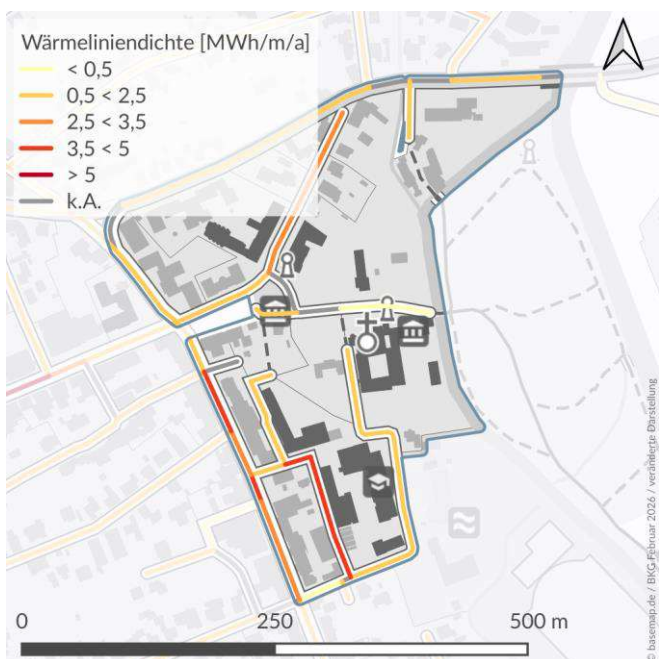 Wärmeliniendichte [MWh/m/a]
< 0,5
0,5 < 2,5
2,5 < 3,5
3,5 < 5
> 5
k.A.
0
250
500 m
© basemap.de / BKG Februar 2026 / veränderte Darstellung